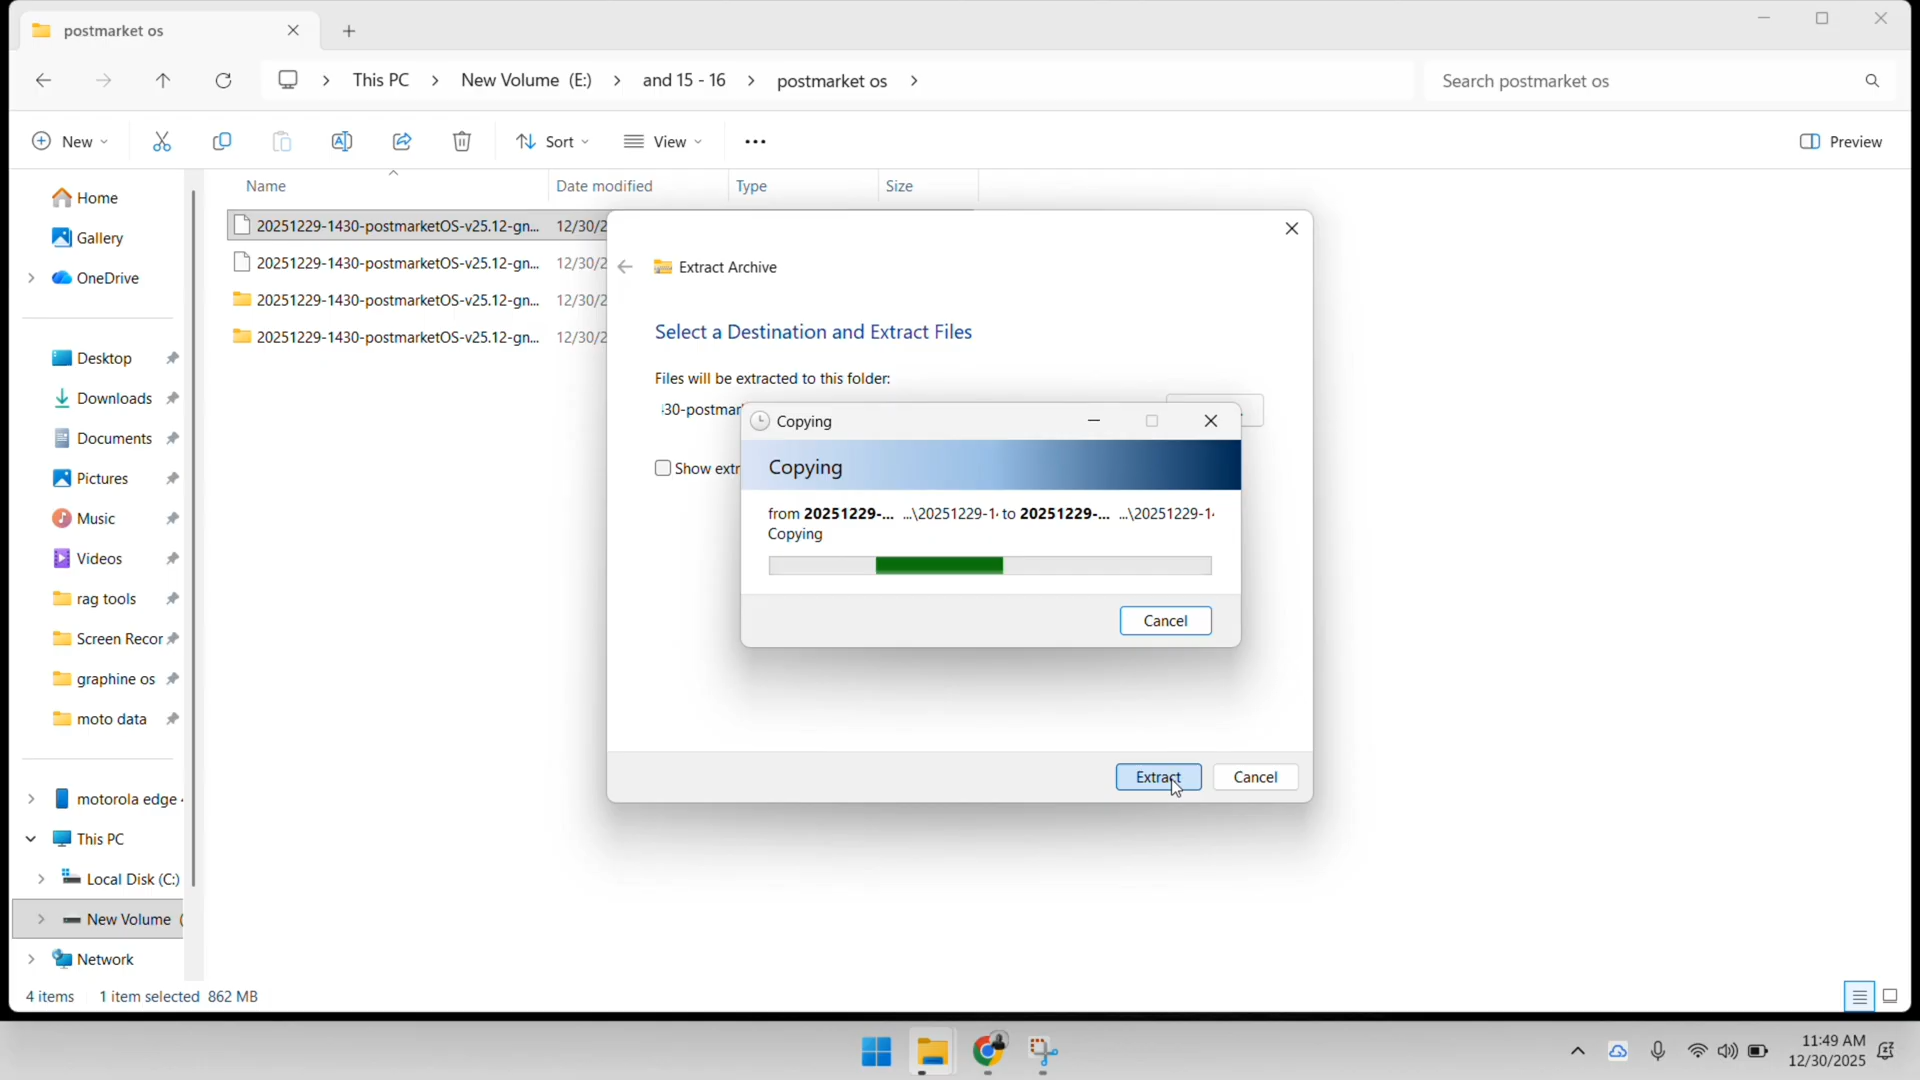 postmarket os
This PC
New Volume (E:)
and 15 - 16
postmarket os
Search postmarket os
New
Sort
View
Preview
Name
Date modified
Type
Size
Home
Gallery
OneDrive
Desktop
Downloads
Documents
Pictures
Music
Videos
rag tools
Screen Recor
graphine os
moto data
motorola edge
This PC
Local Disk (C:)
New Volume (
Network
20251229-1430-postmarketOS-v25.12-gn... 12/30/2
20251229-1430-postmarketOS-v25.12-gn... 12/30/2
20251229-1430-postmarketOS-v25.12-gn... 12/30/2
20251229-1430-postmarketOS-v25.12-gn... 12/30/2
Extract Archive
Select a Destination and Extract Files
Files will be extracted to this folder:
30-postmar
Show extr
Copying
Copying
from 20251229-... ...\20251229-1 to 20251229-... ...\20251229-1
Copying
Cancel
Extract
Cancel
4 items
1 item selected 862 MB
11:49 AM
12/30/2025